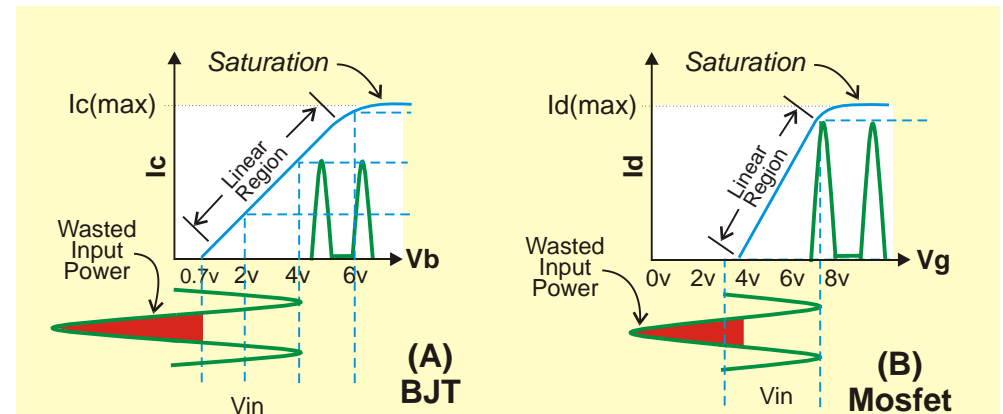 Saturation
Ic(max)
Ic
Linear
Region
Wasted
Input
Power
0.7v 2v 4v 6v Vb
(A)
BJT
Vin
Saturation
Id(max)
Id
Linear
Region
Wasted
Input
Power
0v 2v 4v 6v 8v Vg
(B)
Mosfet
Vin